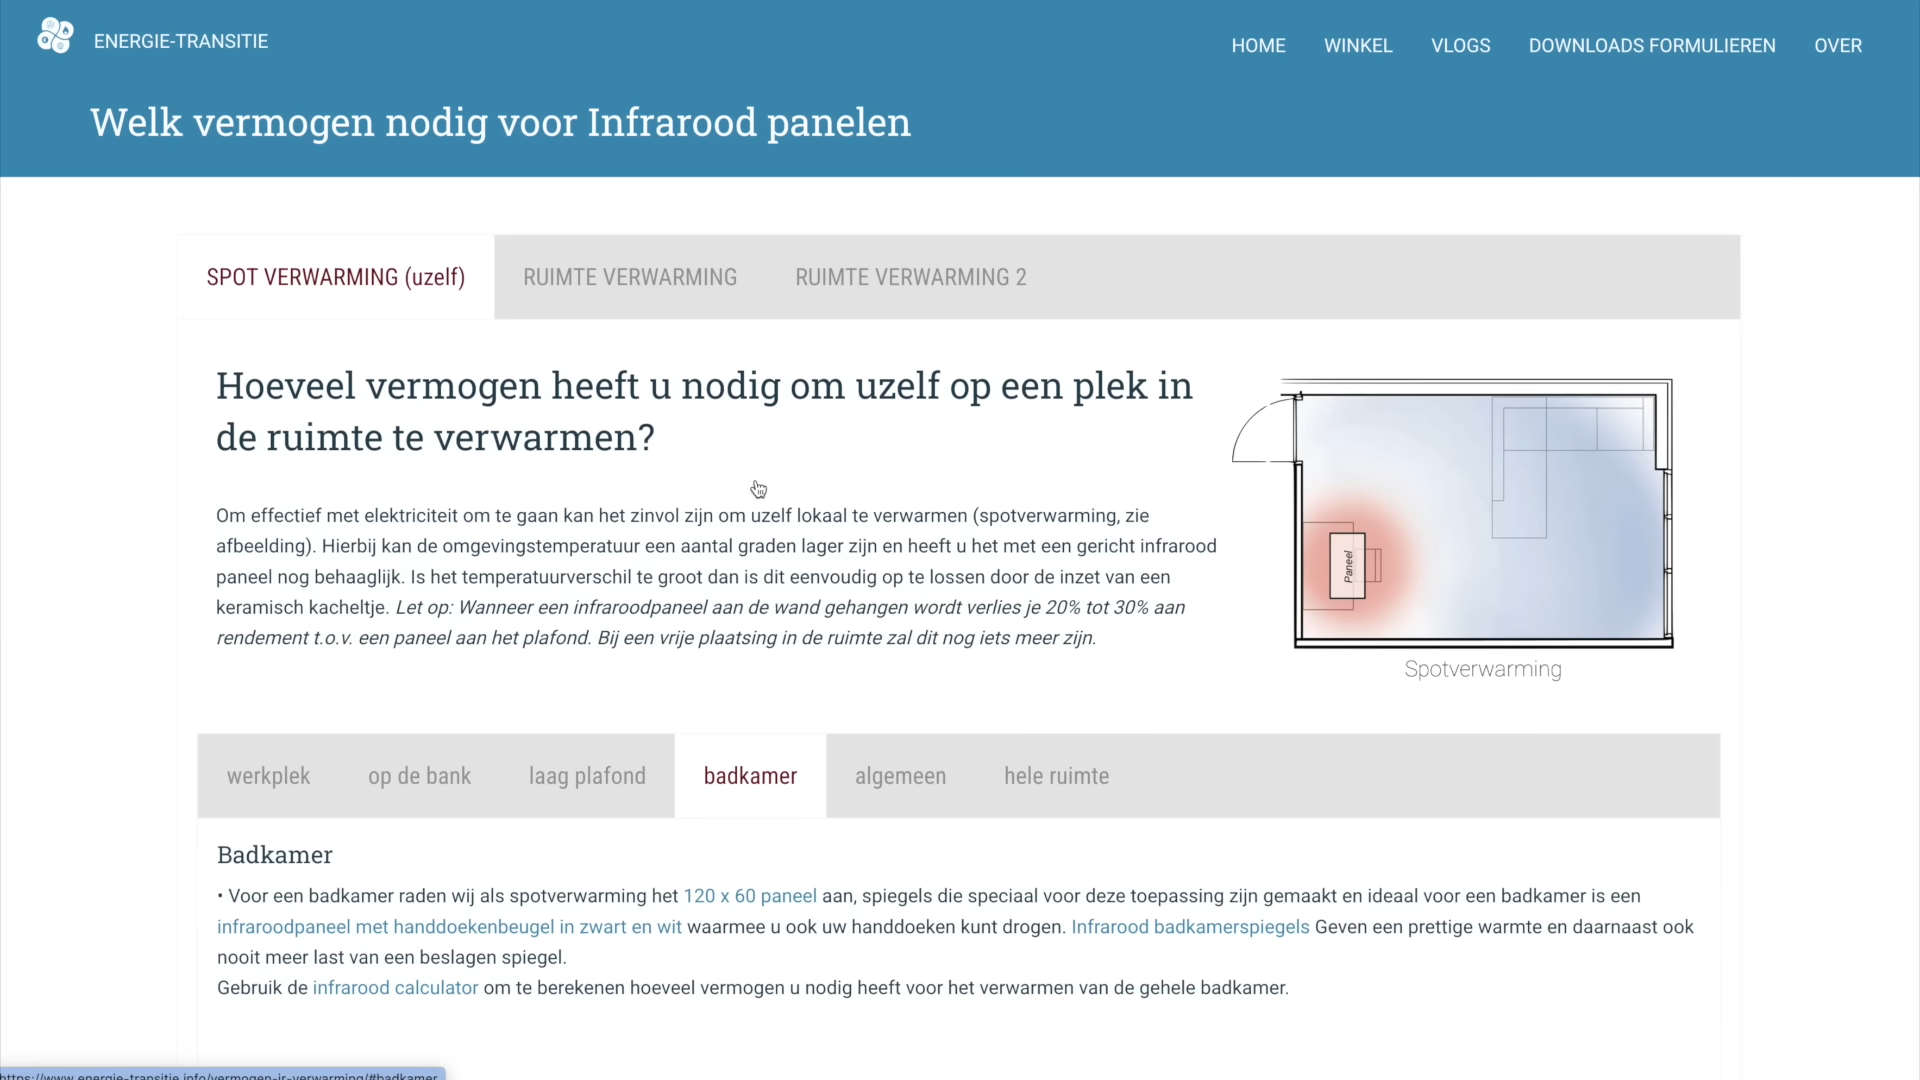 ENERGIE-TRANSITIE
HOME WINKEL VLOGS DOWNLOADS FORMULIEREN OVER
Welk vermogen nodig voor Infrarood panelen
SPOT VERWARMING (uzelf) RUIMTE VERWARMING RUIMTE VERWARMING 2
Hoeveel vermogen heeft u nodig om uzelf op een plek in
de ruimte te verwarmen?
Om effectief met elektriciteit om te gaan kan het zinvol zijn om uzelf lokaal te verwarmen (spotverwarming, zie
afbeelding). Hierbij kan de omgevingstemperatuur een aantal graden lager zijn en heeft u het met een gericht infrarood
paneel nog behaaglijk. Is het temperatuurverschil te groot dan is dit eenvoudig op te lossen door de inzet van een
keramisch kacheltje. Let op: Wanneer een infraroodpaneel aan de wand gehangen wordt verlies je 20% tot 30% aan
rendement t.o.v. een paneel aan het plafond. Bij een vrije plaatsing in de ruimte zal dit nog iets meer zijn.
Paneel
Spotverwarming
werkplek op de bank laag plafond badkamer algemeen hele ruimte
Badkamer
• Voor een badkamer raden wij als spotverwarming het 120 x 60 paneel aan, spiegels die speciaal voor deze toepassing zijn gemaakt en ideaal voor een badkamer is een
infraroodpaneel met handdoekenbeugel in zwart en wit waarmee u ook uw handdoeken kunt drogen. Infrarood badkamerspiegels Geven een prettige warmte en daarnaast ook
nooit meer last van een beslagen spiegel.
Gebruik de infrarood calculator om te berekenen hoeveel vermogen u nodig heeft voor het verwarmen van de gehele badkamer.
https://www.energie-transitie.info/vermogen-ir-verwarming/#badkamer